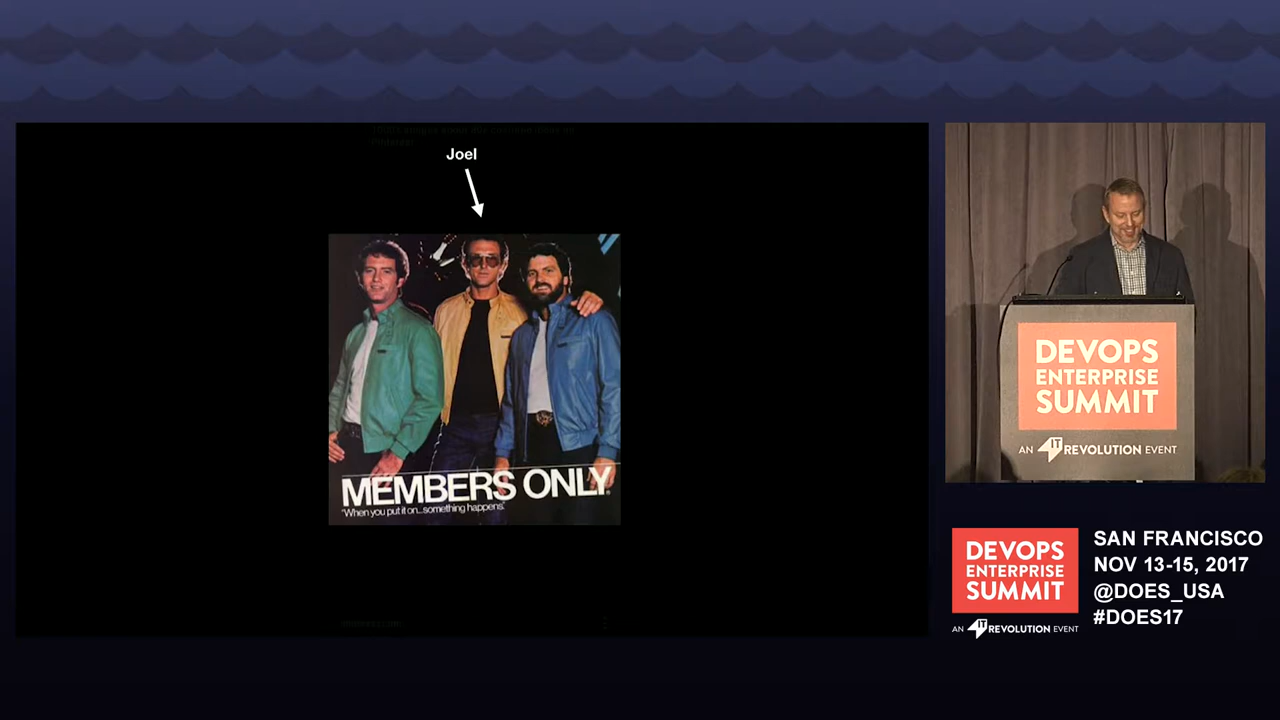 Joel
MEMBERS ONLY
"When you put it on...something happens."
DEVOPS
ENTERPRISE
SUMMIT
AN IT REVOLUTION EVENT
DEVOPS
ENTERPRISE
SUMMIT
AN IT REVOLUTION EVENT
SAN FRANCISCO
NOV 13-15, 2017
@DOES_USA
#DOES17